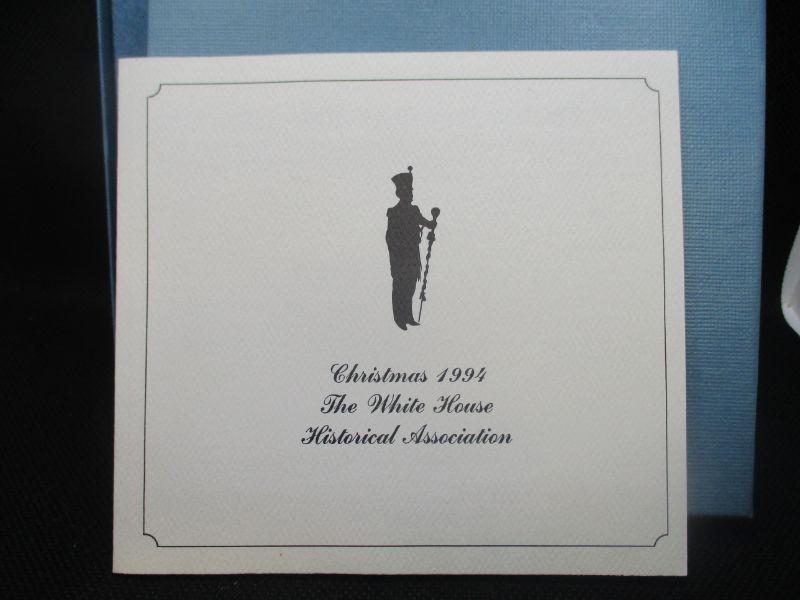 Christmas 1994
The White House
Historical Association